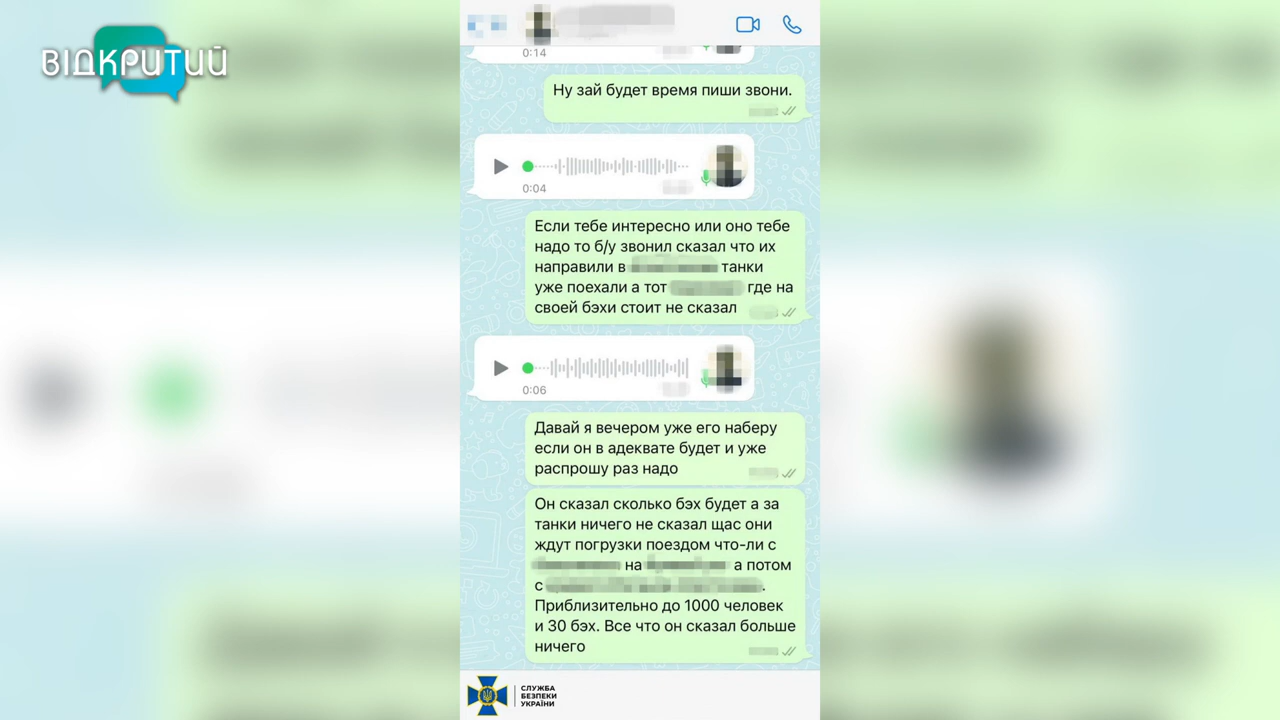 ВІДКРИТИЙ
0:14
Ну зай будет время пиши звони.
0:04
Если тебе интересно или оно тебе
надо то б/у звонил сказал что их
направили в танки
уже поехали а тот где на
своей бэхи стоит не сказал
0:06
Давай я вечером уже его наберу
если он в адеквате будет и уже
распрошу раз надо
Он сказал сколько бэх будет а за
танки ничего не сказал щас они
ждут погрузки поездом что-ли с
на а потом
с .
Приблизительно до 1000 человек
и 30 бэх. Все что он сказал больше
ничего
СЛУЖБА
БЕЗПЕКИ
УКРАЇНИ